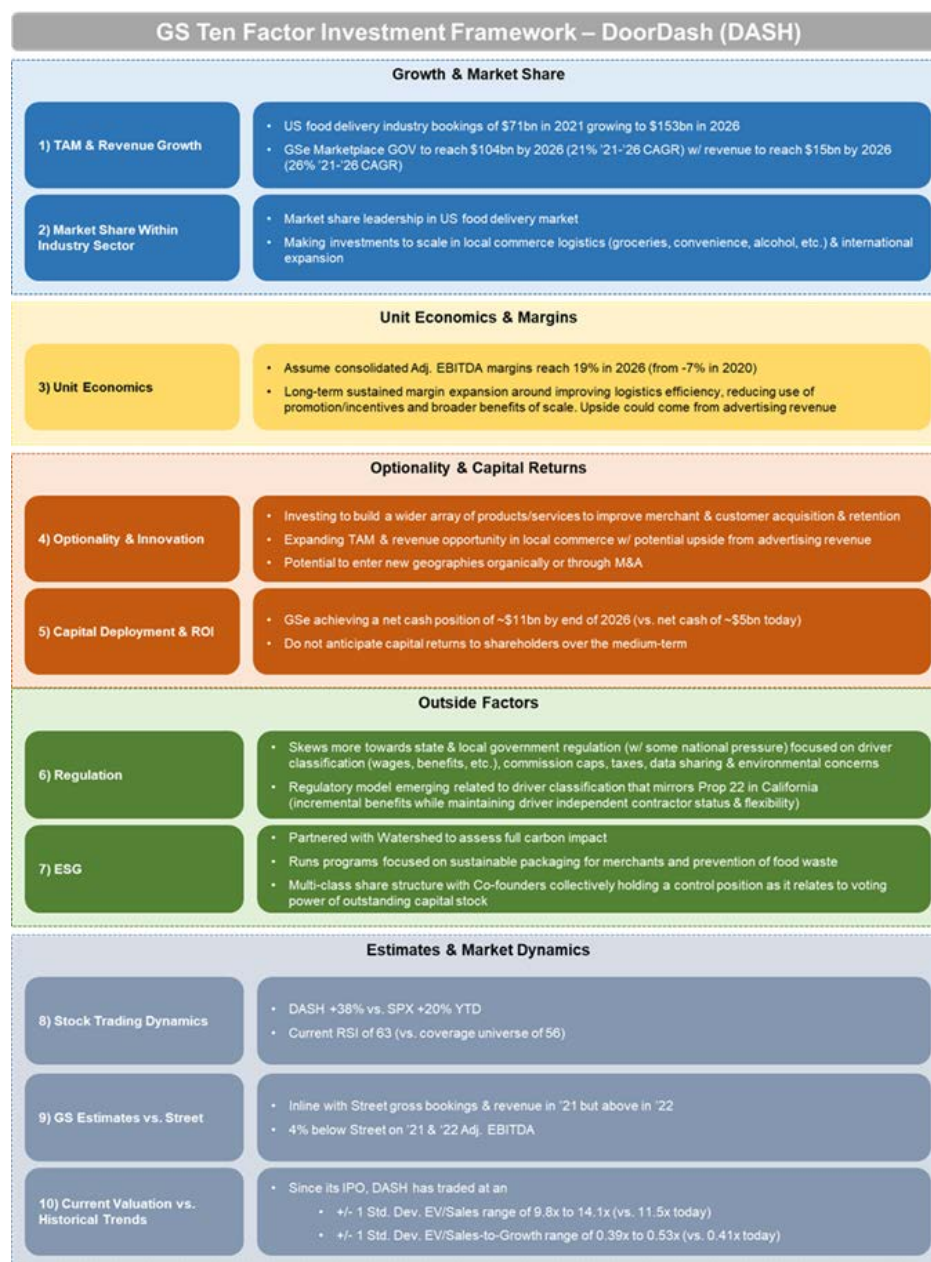 GS Ten Factor Investment Framework – DoorDash (DASH)
Growth & Market Share
1) TAM & Revenue Growth
• US food delivery industry bookings of $71bn in 2021 growing to $153bn in 2026
• GSe Marketplace GOV to reach $104bn by 2026 (21% '21-'26 CAGR) w/ revenue to reach $15bn by 2026
(26% '21-'26 CAGR)
2) Market Share Within
Industry Sector
• Market share leadership in US food delivery market
• Making investments to scale in local commerce logistics (groceries, convenience, alcohol, etc.) & international
expansion
Unit Economics & Margins
3) Unit Economics
• Assume consolidated Adj. EBITDA margins reach 19% in 2026 (from -7% in 2020)
• Long-term sustained margin expansion around improving logistics efficiency, reducing use of
promotion/incentives and broader benefits of scale. Upside could come from advertising revenue
Optionality & Capital Returns
4) Optionality & Innovation
• Investing to build a wider array of products/services to improve merchant & customer acquisition & retention
• Expanding TAM & revenue opportunity in local commerce w/ potential upside from advertising revenue
• Potential to enter new geographies organically or through M&A
5) Capital Deployment & ROI
• GSe achieving a net cash position of ~$11bn by end of 2026 (vs. net cash of ~$5bn today)
• Do not anticipate capital returns to shareholders over the medium-term
Outside Factors
6) Regulation
• Skews more towards state & local government regulation (w/ some national pressure) focused on driver
classification (wages, benefits, etc.), commission caps, taxes, data sharing & environmental concerns
• Regulatory model emerging related to driver classification that mirrors Prop 22 in California
(incremental benefits while maintaining driver independent contractor status & flexibility)
7) ESG
• Partnered with Watershed to assess full carbon impact
• Runs programs focused on sustainable packaging for merchants and prevention of food waste
• Multi-class share structure with Co-founders collectively holding a control position as it relates to voting
power of outstanding capital stock
Estimates & Market Dynamics
8) Stock Trading Dynamics
• DASH +38% vs. SPX +20% YTD
• Current RSI of 63 (vs. coverage universe of 56)
9) GS Estimates vs. Street
• Inline with Street gross bookings & revenue in '21 but above in '22
• 4% below Street on '21 & '22 Adj. EBITDA
10) Current Valuation vs.
Historical Trends
• Since its IPO, DASH has traded at an
• +/- 1 Std. Dev. EV/Sales range of 9.8x to 14.1x (vs. 11.5x today)
• +/- 1 Std. Dev. EV/Sales-to-Growth range of 0.39x to 0.53x (vs. 0.41x today)